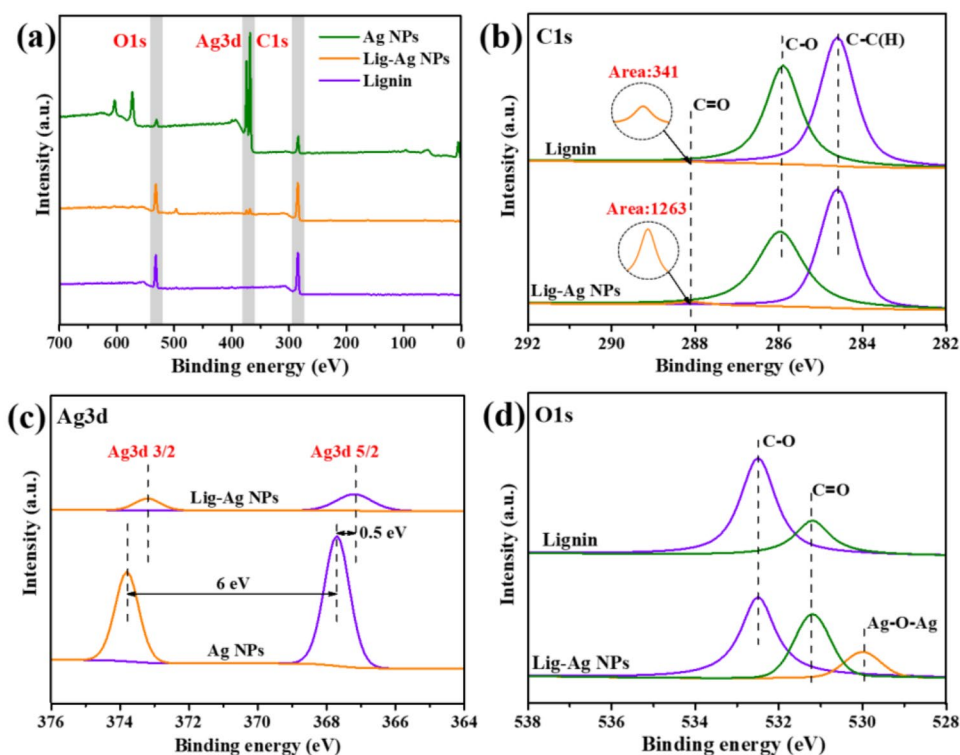 (a)
O1s
Ag3d
C1s
Ag NPs
Lig-Ag NPs
Lignin
Intensity (a.u.)
700 600 500 400 300 200 100 0
Binding energy (eV)
(b)
C1s
C-O
C-C(H)
Area:341
C=O
Lignin
Area:1263
Lig-Ag NPs
Intensity (a.u.)
292 290 288 286 284 282
Binding energy (eV)
(c)
Ag3d
Ag3d 3/2
Ag3d 5/2
Lig-Ag NPs
0.5 eV
6 eV
Ag NPs
Intensity (a.u.)
376 374 372 370 368 366 364
Binding energy (eV)
(d)
O1s
C-O
C=O
Lignin
Ag-O-Ag
Lig-Ag NPs
Intensity (a.u.)
538 536 534 532 530 528
Binding energy (eV)